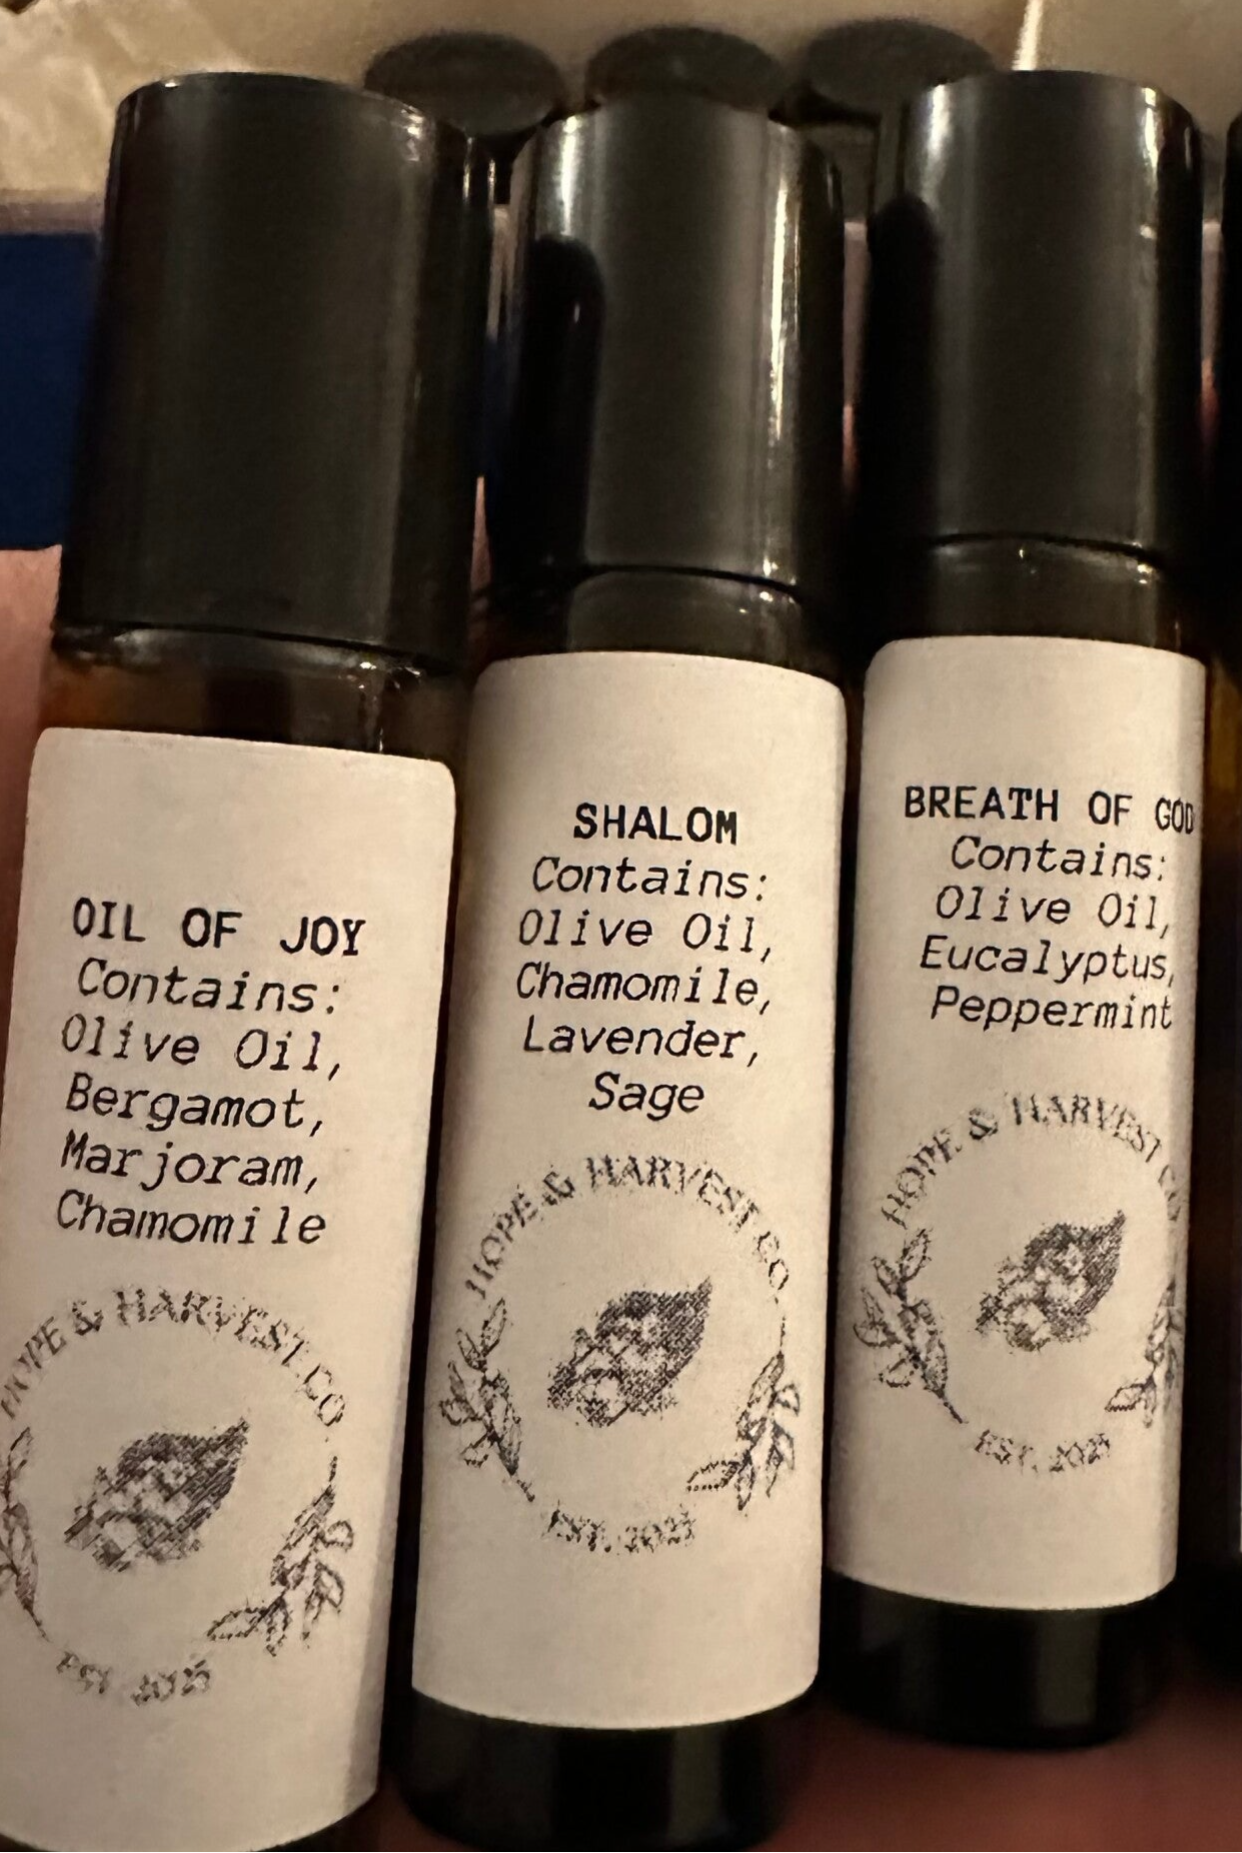 OIL OF JOY
Contains:
Olive Oil,
Bergamot,
Marjoram,
Chamomile
HOPE & HARVEST CO.
EST. 2025
SHALOM
Contains:
Olive Oil,
Chamomile,
Lavender,
Sage
HOPE & HARVEST CO.
EST. 2025
BREATH OF GOD
Contains:
Olive Oil,
Eucalyptus,
Peppermint
HOPE & HARVEST CO
EST. 2025